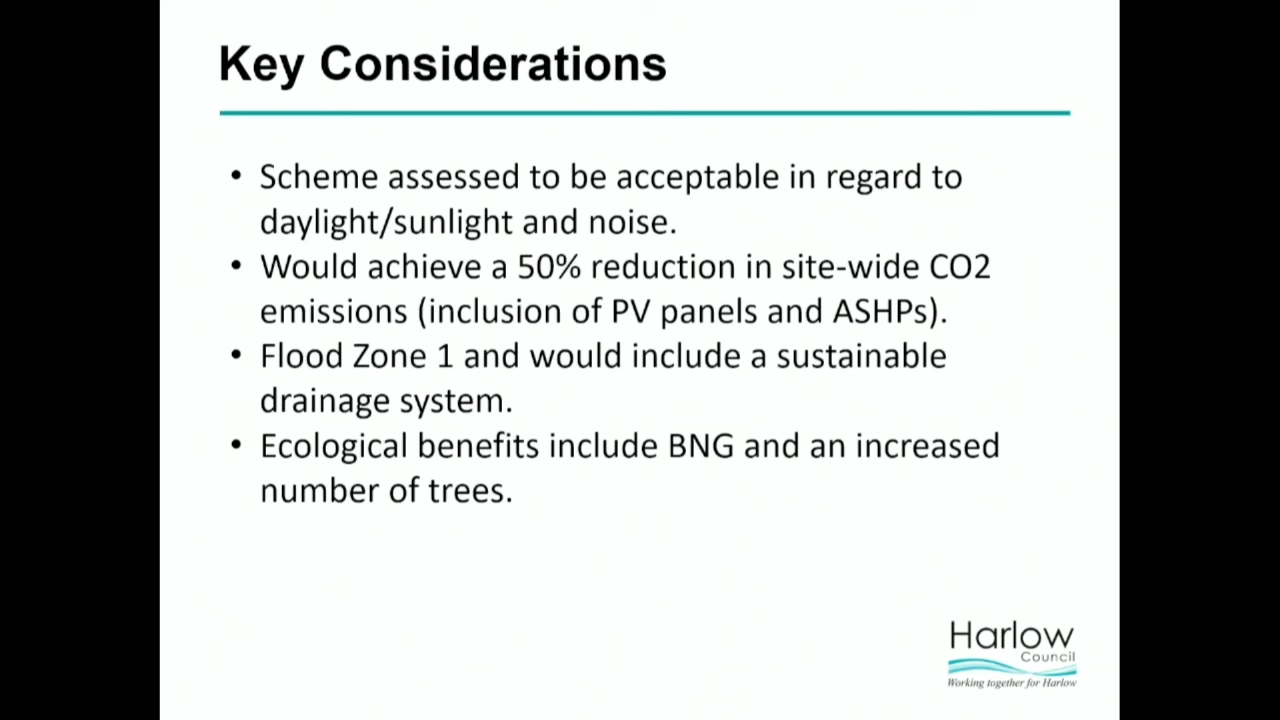 Key Considerations
• Scheme assessed to be acceptable in regard to
daylight/sunlight and noise.
• Would achieve a 50% reduction in site-wide CO2
emissions (inclusion of PV panels and ASHPs).
• Flood Zone 1 and would include a sustainable
drainage system.
• Ecological benefits include BNG and an increased
number of trees.
Harlow
Council
Working together for Harlow